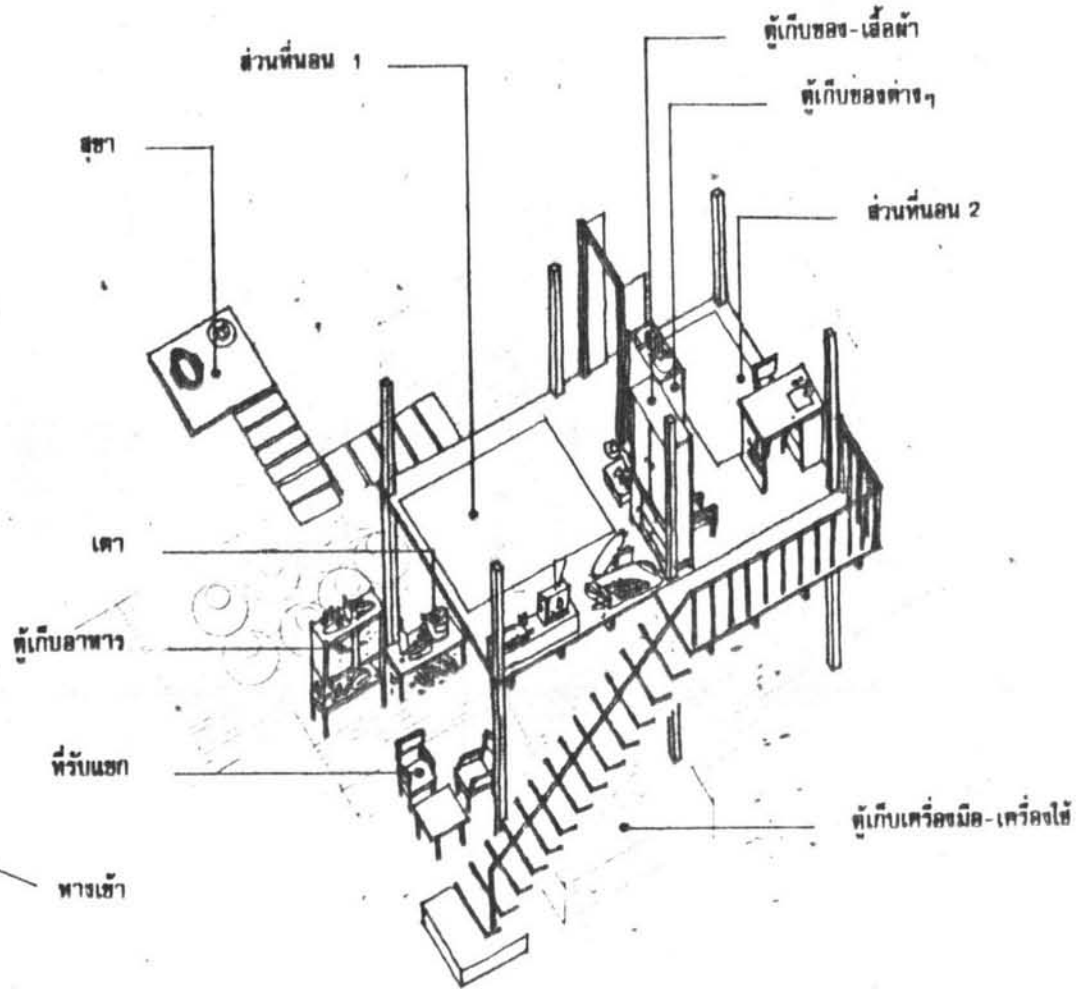 ตู้เก็บของ-เสื้อผ้า
ส่วนที่นอน 1
ตู้เก็บของต่างๆ
สุขา
ส่วนที่นอน 2
เตา
ตู้เก็บอาหาร
ที่รับแขก
ตู้เก็บเครื่องมือ-เครื่องใช้
ทางเข้า